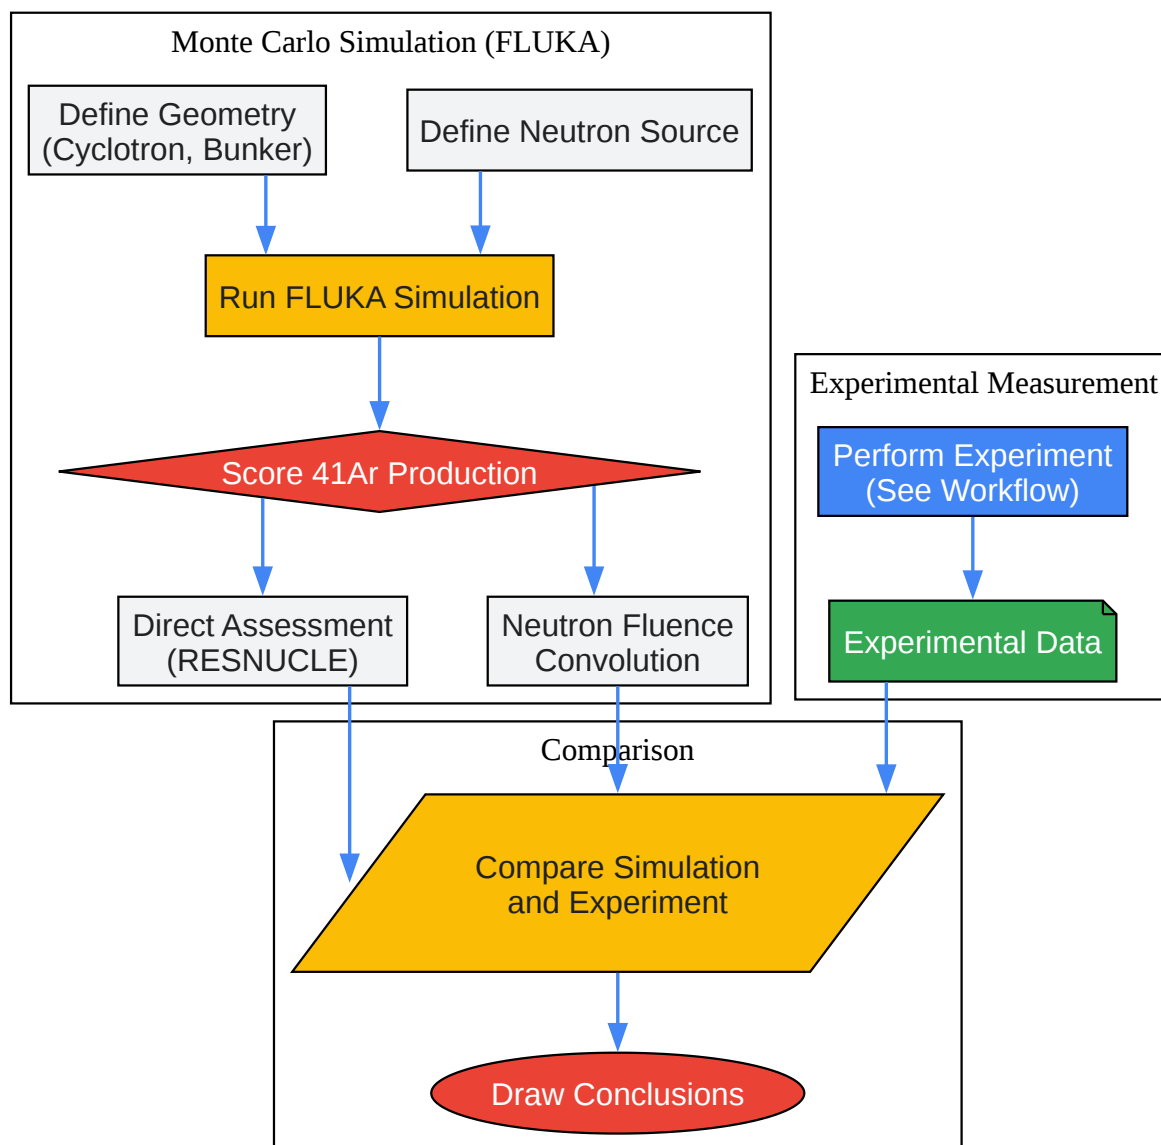 Monte Carlo Simulation (FLUKA)
Define Geometry
(Cyclotron, Bunker)
Define Neutron Source
Run FLUKA Simulation
Score 41Ar Production
Direct Assessment
(RESNUCLE)
Neutron Fluence
Convolution
Experimental Measurement
Perform Experiment
(See Workflow)
Experimental Data
Comparison
Compare Simulation
and Experiment
Draw Conclusions